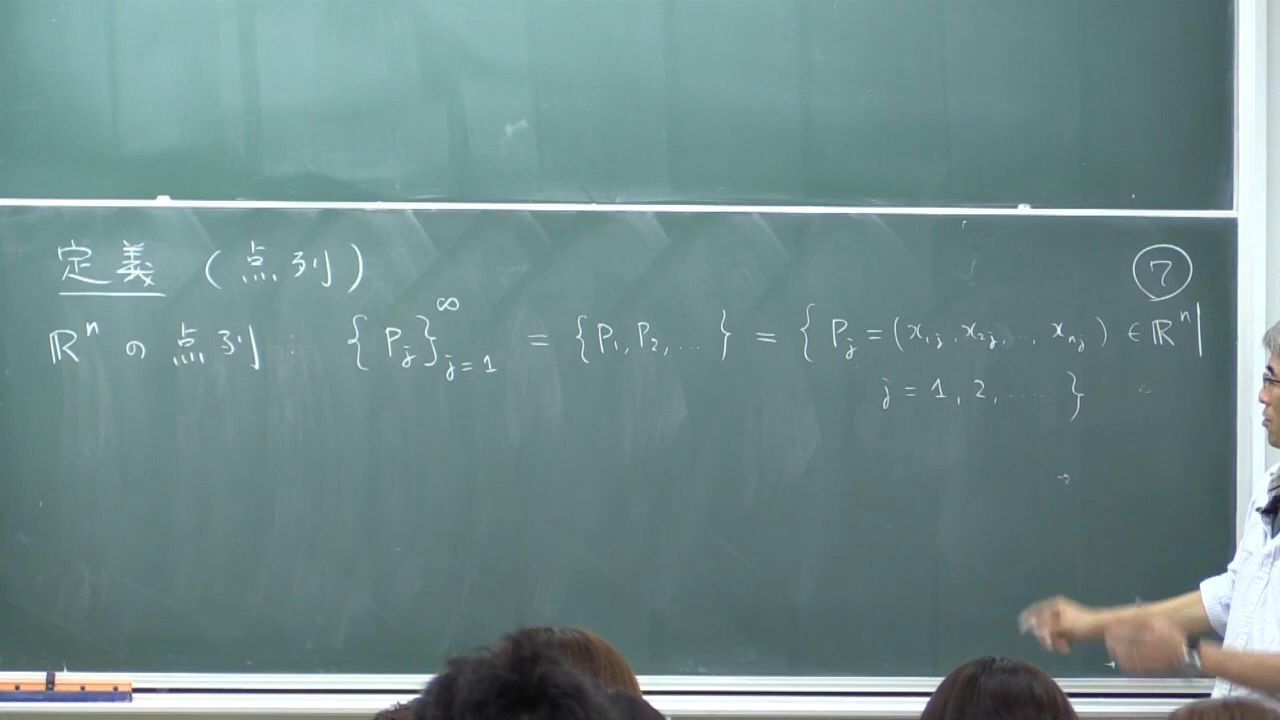 定義 (点列) ⑦
ℝⁿ の 点列 : {P_j}_{j=1}^∞ = {P₁, P₂, ...} = {P_j = (x_{1j}, x_{2j}, ..., x_{nj}) ∈ ℝⁿ |
j = 1, 2, ..... }